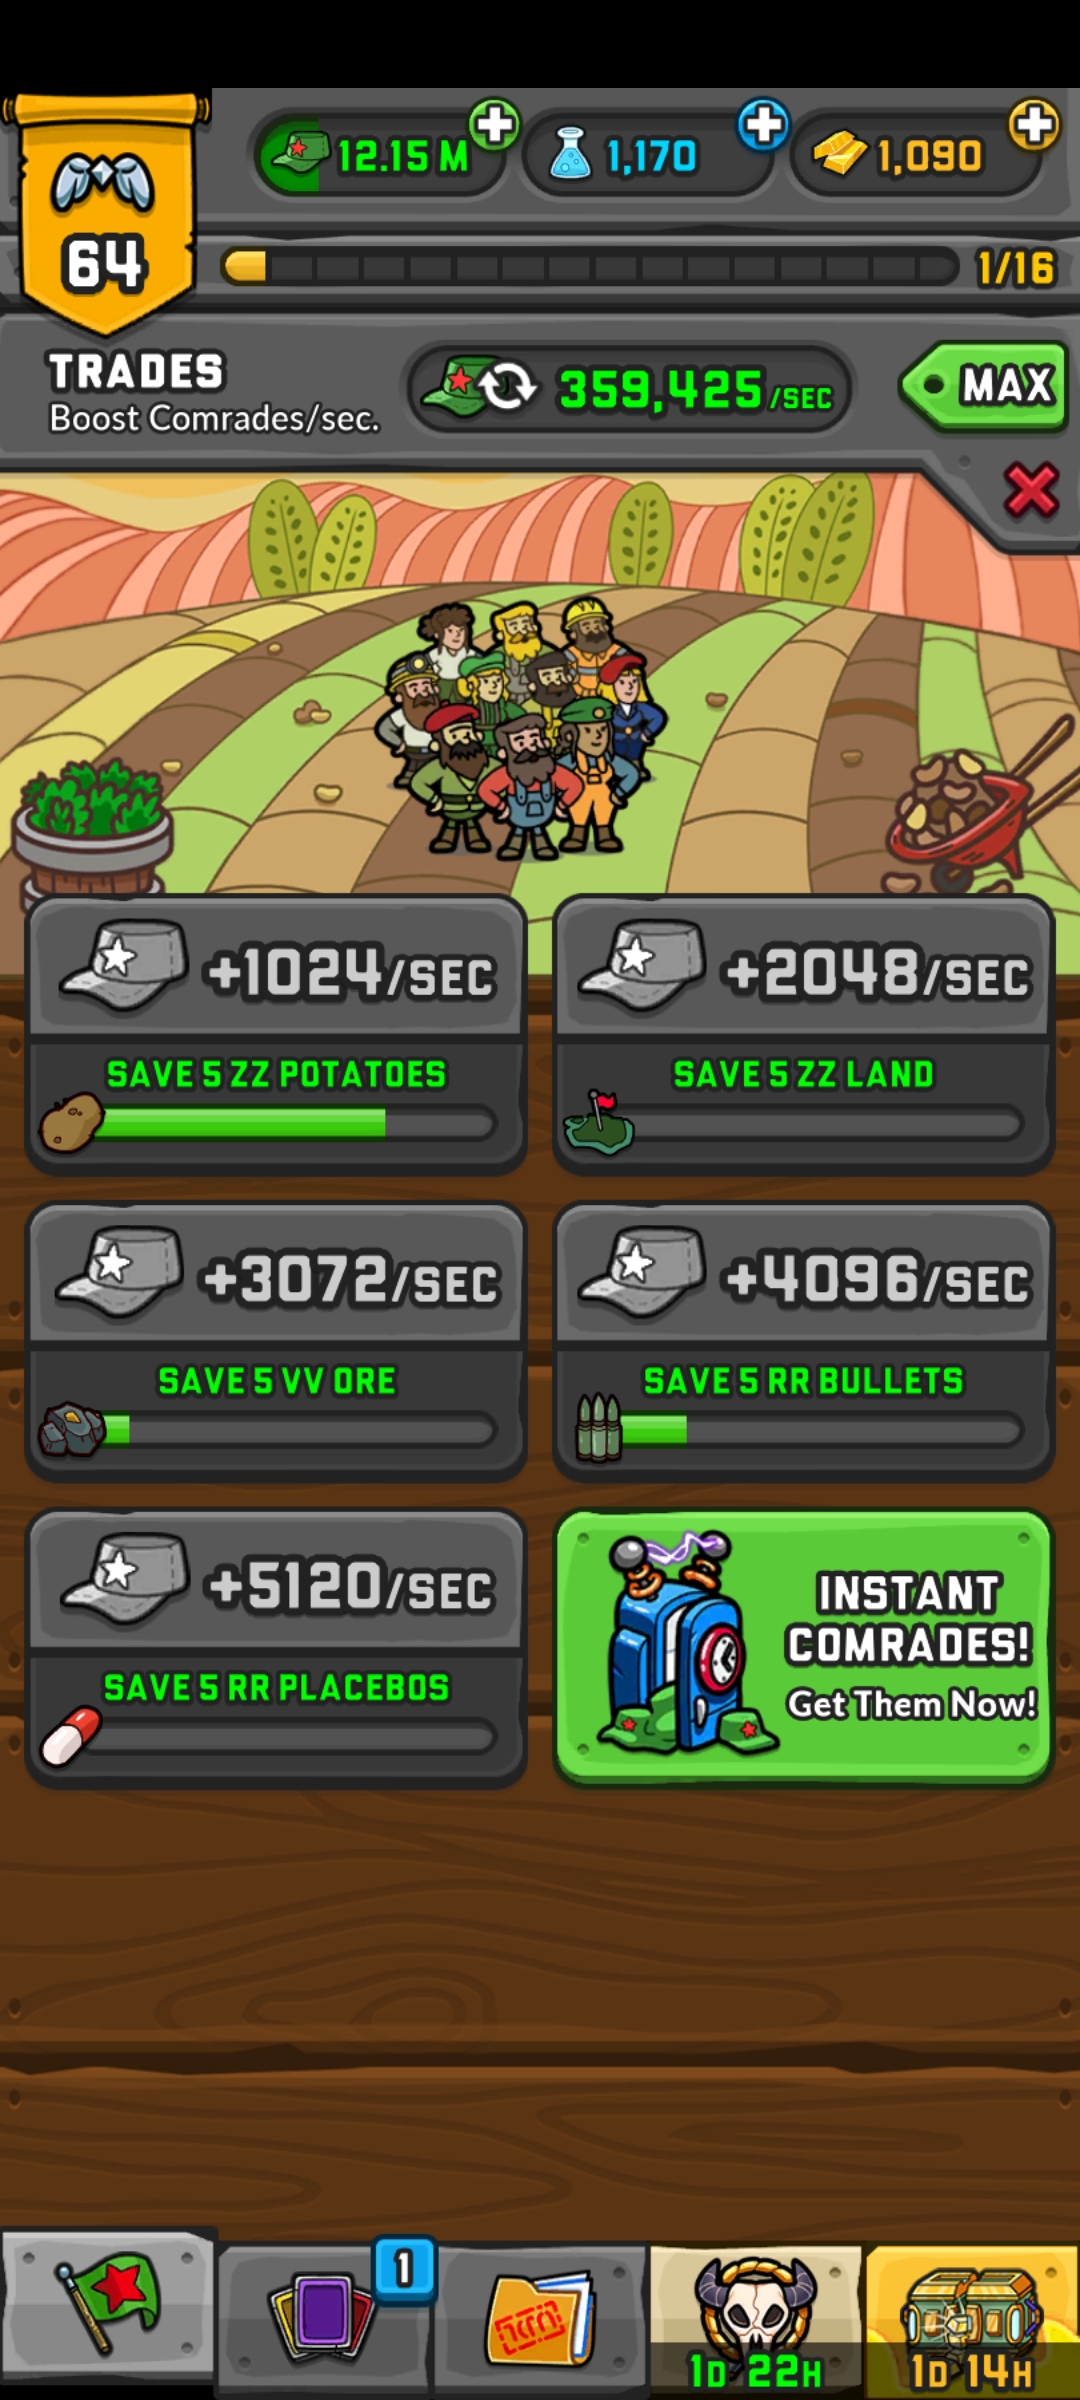 12.15 M
1,170
1,090
64
1/16
TRADES
Boost Comrades/sec.
359,425/SEC
MAX
+1024/SEC
+2048/SEC
SAVE 5 ZZ POTATOES
SAVE 5 ZZ LAND
+3072/SEC
+4096/SEC
SAVE 5 VV ORE
SAVE 5 RR BULLETS
+5120/SEC
SAVE 5 RR PLACEBOS
INSTANT
COMRADES!
Get Them Now!
1
1D 22H
1D 14H